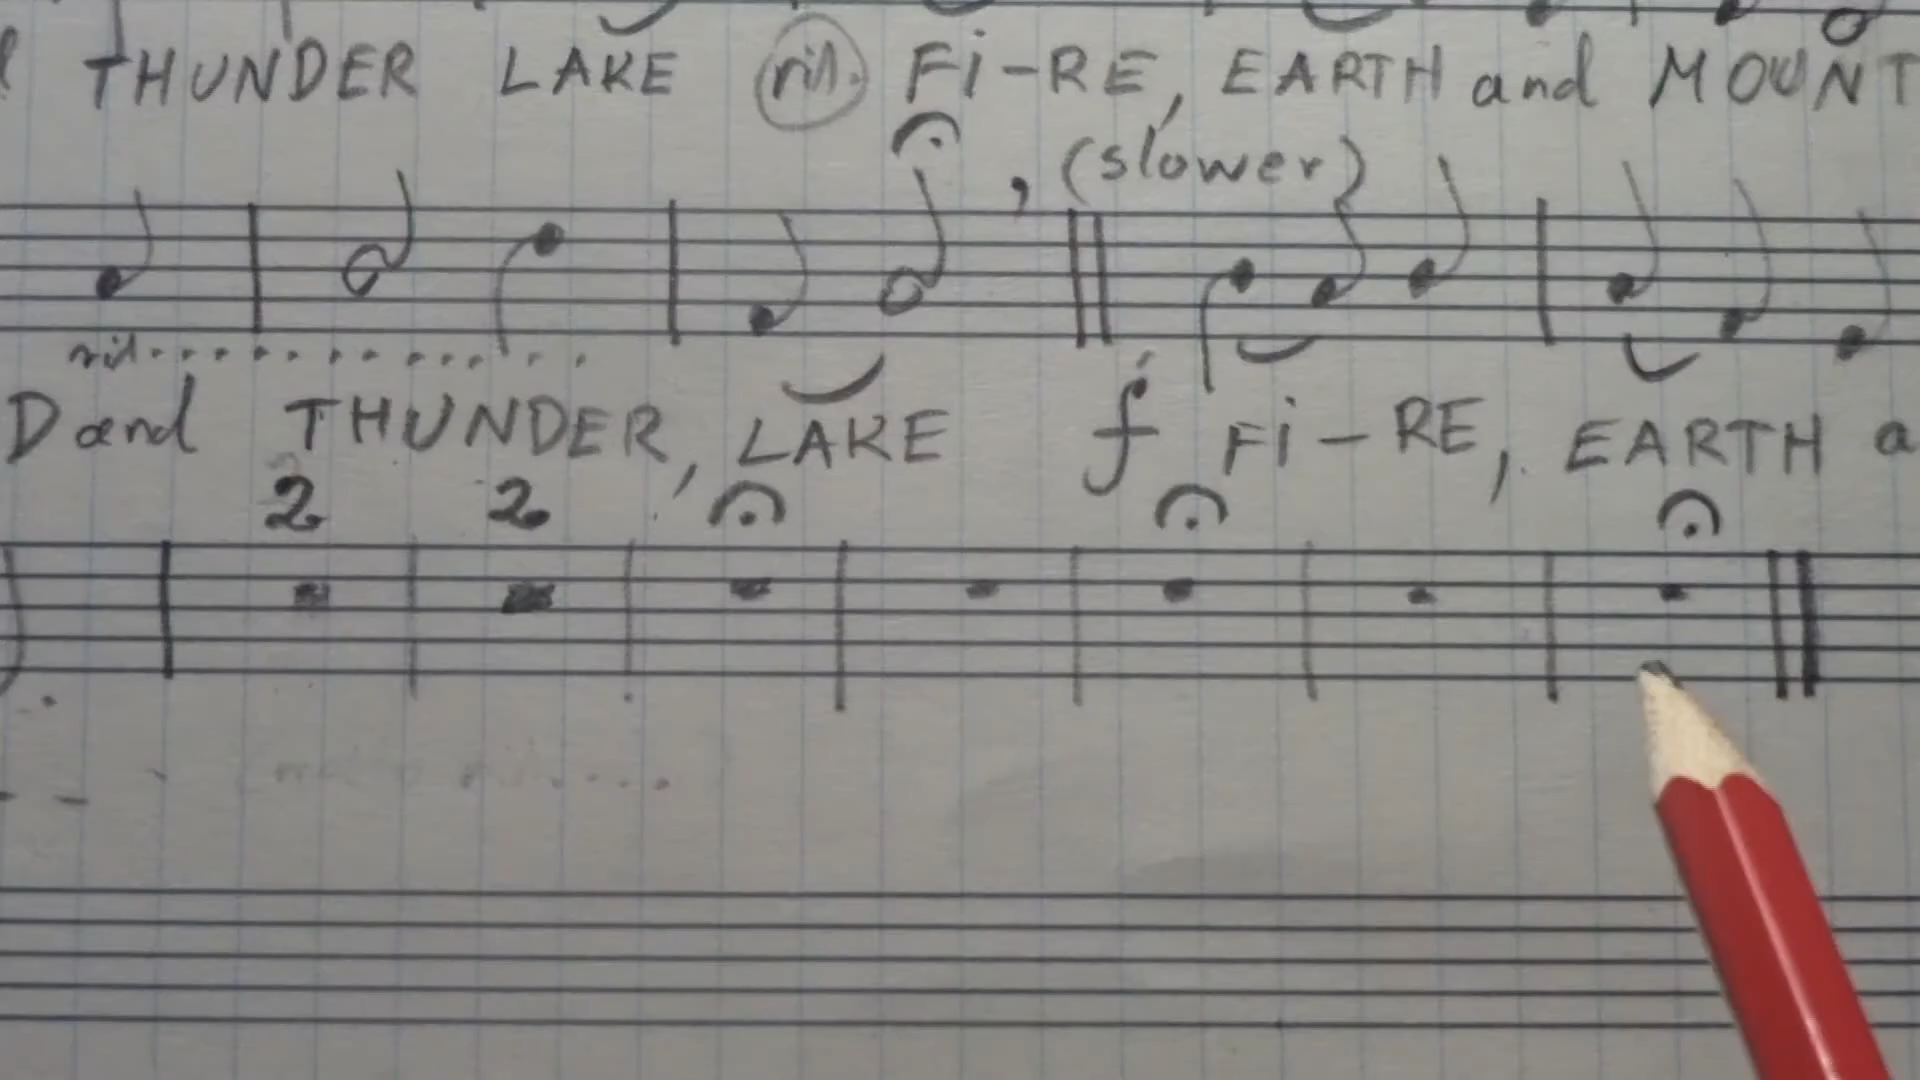 THUNDER LAKE rit. Fi-RE, EARTH and MOUNT
(slower)
rit.............
D and THUNDER, LAKE f Fi-RE, EARTH a
2 2